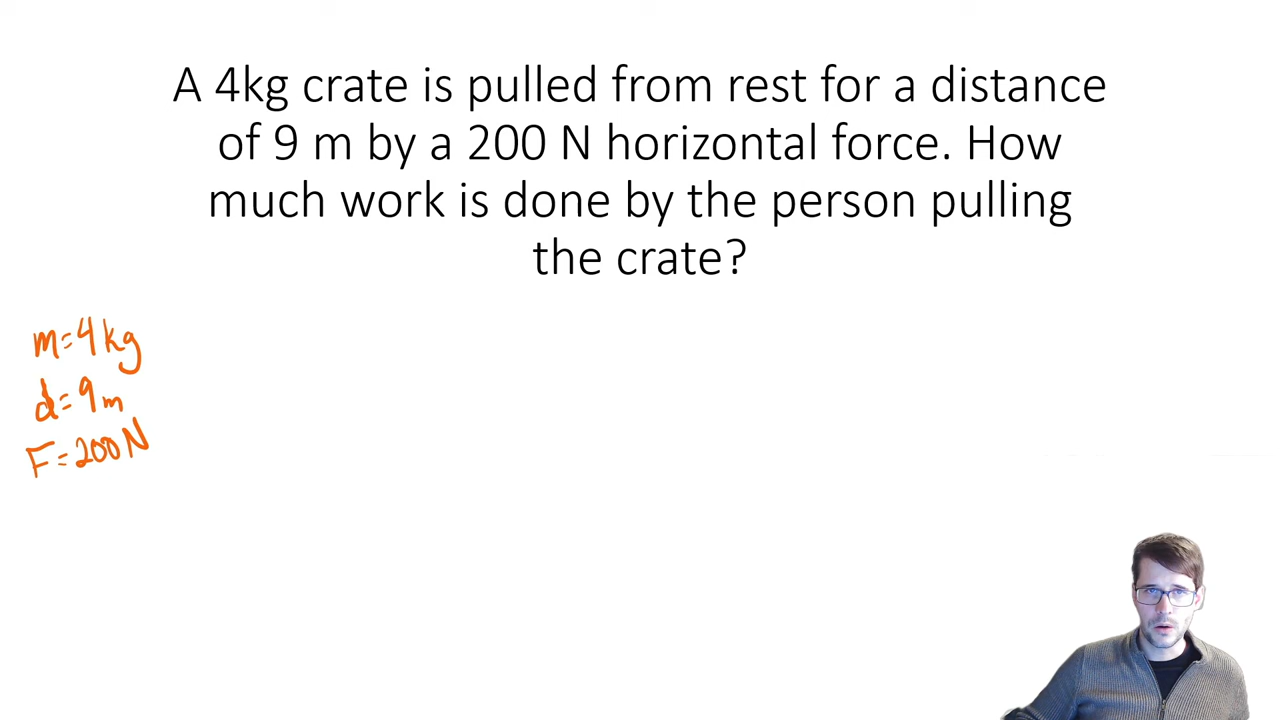 A 4kg crate is pulled from rest for a distance
of 9 m by a 200 N horizontal force. How
much work is done by the person pulling
the crate?
m=4kg
d=9m
F=200N